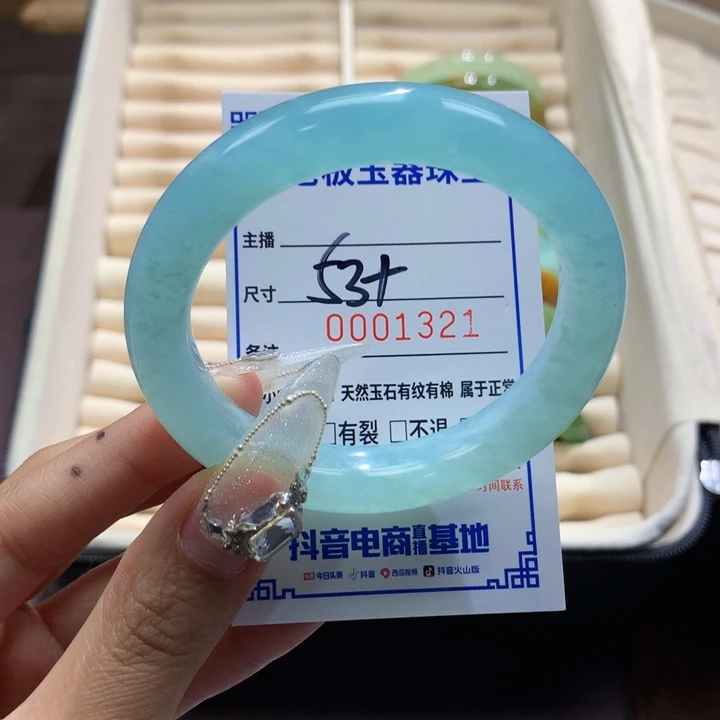 板玉器珠
主播
尺寸 53+
0001321
备注
天然玉石有纹有棉 属于正常
□有裂 □不退
时间联系
抖音电商直播基地
今日头条 抖音 西瓜视频 抖音火山版